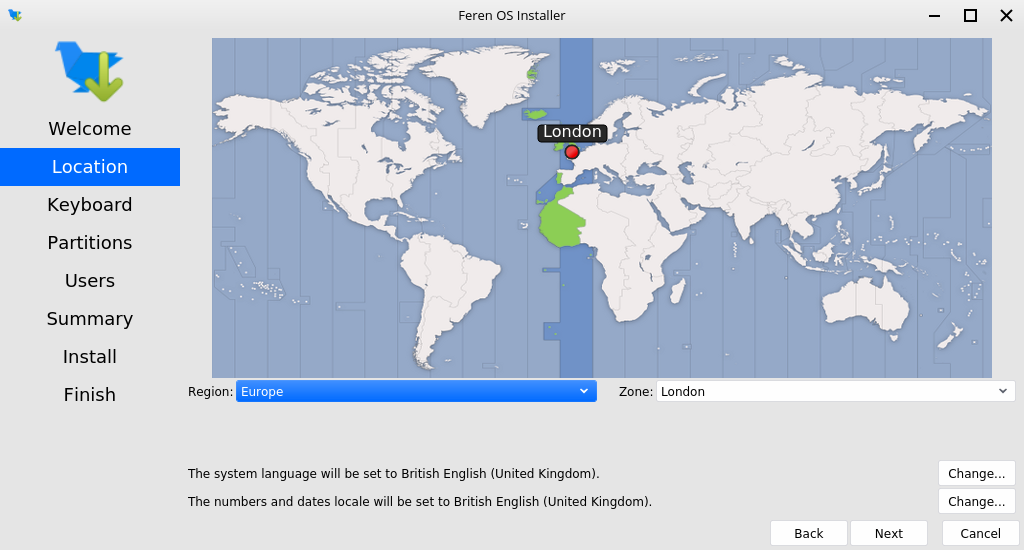 Feren OS Installer
Welcome
Location
Keyboard
Partitions
Users
Summary
Install
Finish
London
Region: Europe
Zone: London
The system language will be set to British English (United Kingdom).
Change...
The numbers and dates locale will be set to British English (United Kingdom).
Change...
Back
Next
Cancel